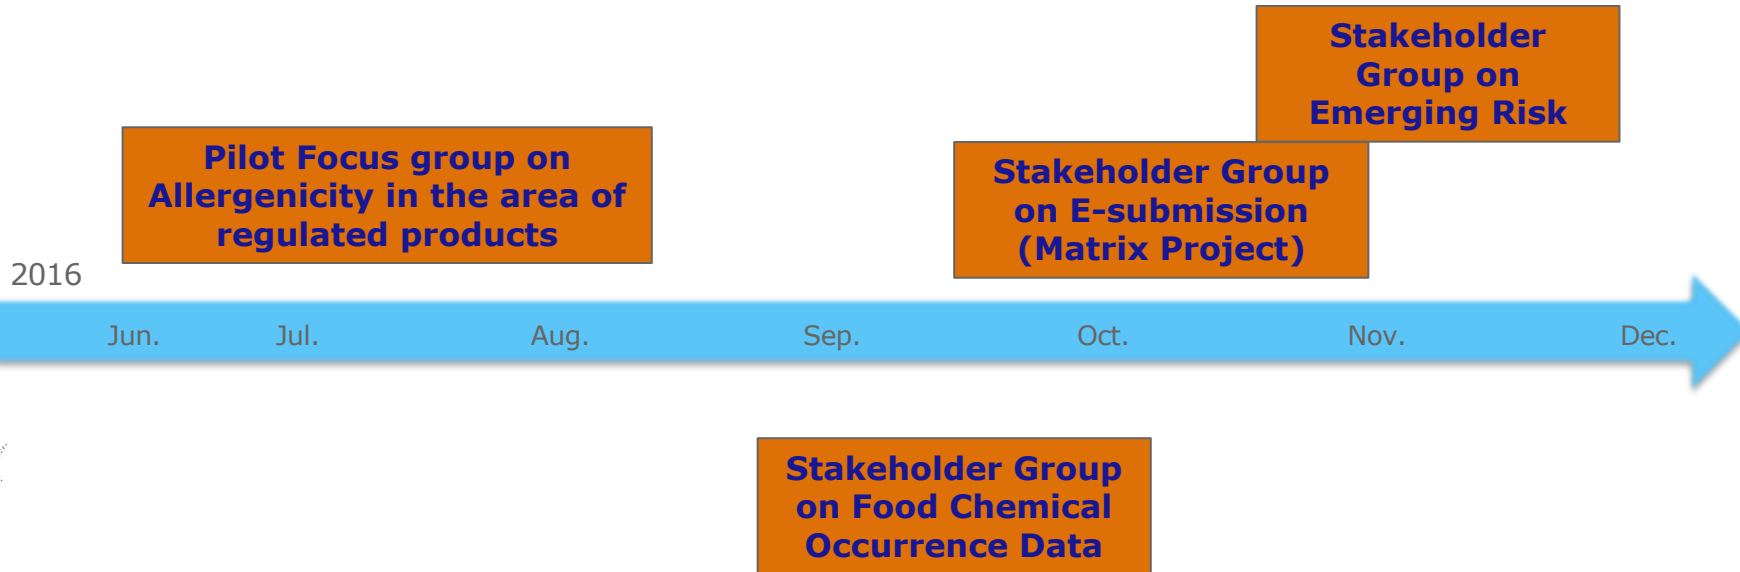 Stakeholder
Group on
Emerging Risk
Pilot Focus group on
Allergenicity in the area of
regulated products
Stakeholder Group
on E-submission
(Matrix Project)
2016
Jun.
Jul.
Aug.
Sep.
Oct.
Nov.
Dec.
Stakeholder Group
on Food Chemical
Occurrence Data